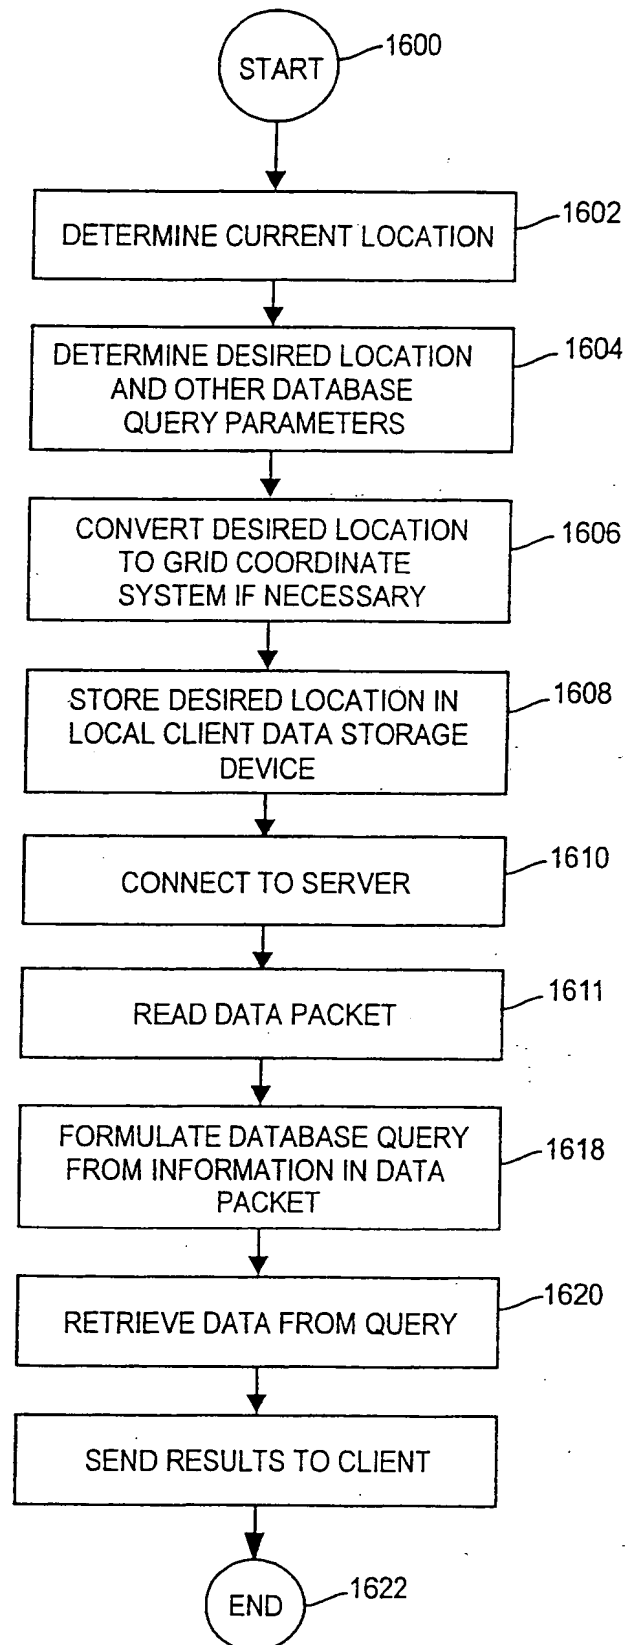 START
1600
DETERMINE CURRENT LOCATION
1602
DETERMINE DESIRED LOCATION
AND OTHER DATABASE
QUERY PARAMETERS
1604
CONVERT DESIRED LOCATION
TO GRID COORDINATE
SYSTEM IF NECESSARY
1606
STORE DESIRED LOCATION IN
LOCAL CLIENT DATA STORAGE
DEVICE
1608
CONNECT TO SERVER
1610
READ DATA PACKET
1611
FORMULATE DATABASE QUERY
FROM INFORMATION IN DATA
PACKET
1618
RETRIEVE DATA FROM QUERY
1620
SEND RESULTS TO CLIENT
END
1622